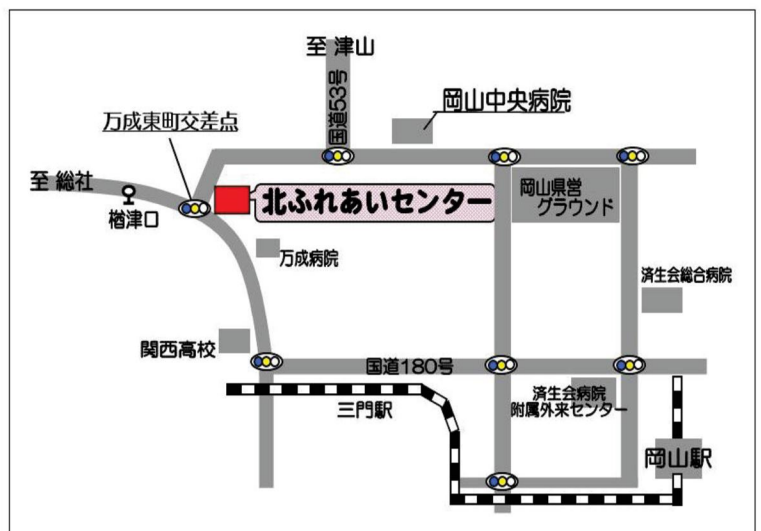 至 津山
国道53号
岡山中央病院
万成東町交差点
至 総社
楢津口
北ふれあいセンター
岡山県営
グラウンド
万成病院
済生会総合病院
関西高校
国道180号
済生会病院
附属外来センター
三門駅
岡山駅